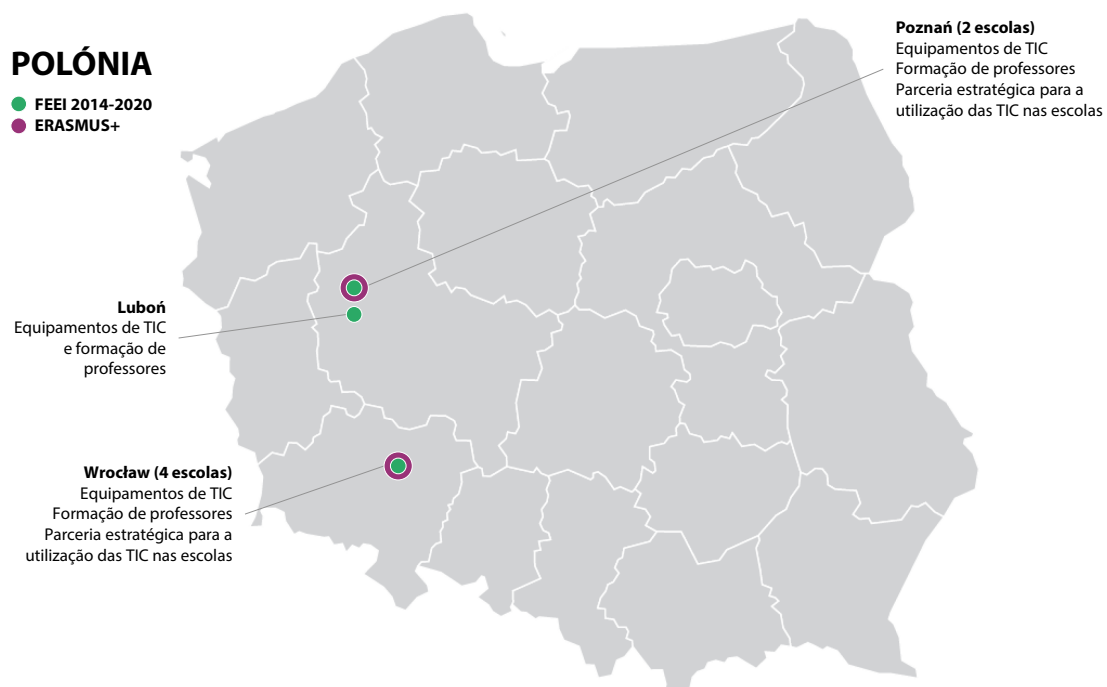 POLÓNIA
FEEI 2014-2020
ERASMUS+
Poznań (2 escolas)
Equipamentos de TIC
Formação de professores
Parceria estratégica para a
utilização das TIC nas escolas
Luboń
Equipamentos de TIC
e formação de
professores
Wrocław (4 escolas)
Equipamentos de TIC
Formação de professores
Parceria estratégica para a
utilização das TIC nas escolas